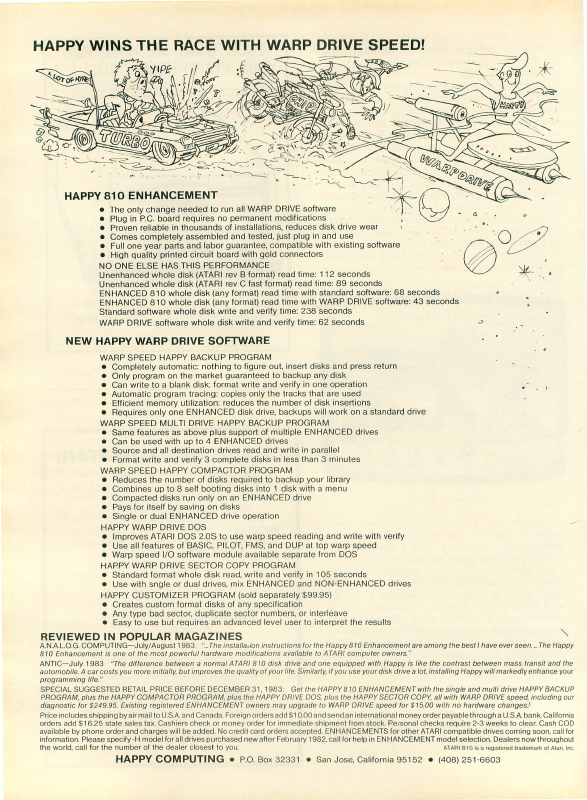 HAPPY WINS THE RACE WITH WARP DRIVE SPEED!
A LOT OF HYPE
YIPE
TURBO
CHIP
HAPPY
WARP DRIVE
HAPPY 810 ENHANCEMENT
● The only change needed to run all WARP DRIVE software
● Plug in P.C. board requires no permanent modifications
● Proven reliable in thousands of installations, reduces disk drive wear
● Comes completely assembled and tested, just plug in and use
● Full one year parts and labor guarantee, compatible with existing software
● High quality printed circuit board with gold connectors
NO ONE ELSE HAS THIS PERFORMANCE
Unenhanced whole disk (ATARI rev B format) read time: 112 seconds
Unenhanced whole disk (ATARI rev C fast format) read time: 89 seconds
ENHANCED 810 whole disk (any format) read time with standard software: 68 seconds
ENHANCED 810 whole disk (any format) read time with WARP DRIVE software: 43 seconds
Standard software whole disk write and verify time: 238 seconds
WARP DRIVE software whole disk write and verify time: 62 seconds
NEW HAPPY WARP DRIVE SOFTWARE
WARP SPEED HAPPY BACKUP PROGRAM
● Completely automatic: nothing to figure out, insert disks and press return
● Only program on the market guaranteed to backup any disk
● Can write to a blank disk: format write and verify in one operation
● Automatic program tracing: copies only the tracks that are used
● Efficient memory utilization: reduces the number of disk insertions
● Requires only one ENHANCED disk drive, backups will work on a standard drive
WARP SPEED MULTI DRIVE HAPPY BACKUP PROGRAM
● Same features as above plus support of multiple ENHANCED drives
● Can be used with up to 4 ENHANCED drives
● Source and all destination drives read and write in parallel
● Format write and verify 3 complete disks in less than 3 minutes
WARP SPEED HAPPY COMPACTOR PROGRAM
● Reduces the number of disks required to backup your library
● Combines up to 8 self booting disks into 1 disk with a menu
● Compacted disks run only on an ENHANCED drive
● Pays for itself by saving on disks
● Single or dual ENHANCED drive operation
HAPPY WARP DRIVE DOS
● Improves ATARI DOS 2.0S to use warp speed reading and write with verify
● Use all features of BASIC, PILOT, FMS, and DUP at top warp speed
● Warp speed I/O software module available separate from DOS
HAPPY WARP DRIVE SECTOR COPY PROGRAM
● Standard format whole disk read, write and verify in 105 seconds
● Use with angle or dual drives, mix ENHANCED and NON-ENHANCED drives
HAPPY CUSTOMIZER PROGRAM (sold separately $99.95)
● Creates custom format disks of any specification
● Any type bad sector, duplicate sector numbers, or interleave
● Easy to use but requires an advanced level user to interpret the results
REVIEWED IN POPULAR MAGAZINES
A.N.A.L.O.G. COMPUTING—July/August 1983 "...The installation instructions for the Happy 810 Enhancement are among the best I have ever seen... The Happy
810 Enhancement is one of the most powerful hardware modifications available to ATARI computer owners."
ANTIC—July 1983 "The difference between a normal ATARI 810 disk drive and one equipped with Happy is like the contrast between mass transit and the
automobile. A car costs you more initially, but improves the quality of your life. Similarly, if you use your disk drive a lot, installing Happy will markedly enhance your
programming life."
SPECIAL SUGGESTED RETAIL PRICE BEFORE DECEMBER 31, 1983: Get the HAPPY 810 ENHANCEMENT with the single and multi drive HAPPY BACKUP
PROGRAM, plus the HAPPY COMPACTOR PROGRAM, plus the HAPPY DRIVE DOS, plus the HAPPY SECTOR COPY, all with WARP DRIVE speed, including our
diagnostic for $249.95. Existing registered ENHANCEMENT owners may upgrade to WARP DRIVE speed for $15.00 with no hardware changes!
Price includes shipping by air mail to U.S.A. and Canada. Foreign orders add $10.00 and send an international money order payable through a U.S.A. bank. California
orders add $16.25 state sales tax. Cashiers check or money order for immediate shipment from stock. Personal checks require 2-3 weeks to clear. Cash COD
available by phone order and charges will be added. No credit card orders accepted. ENHANCEMENTS for other ATARI compatible drives coming soon, call for
information. Please specify -H model for all drives purchased new after February 1982, call for help in ENHANCEMENT model selection. Dealers now throughout
the world, call for the number of the dealer closest to you.
ATARI 810 is a registered trademark of Atari, Inc.
HAPPY COMPUTING ● P.O. Box 32331 ● San Jose, California 95152 ● (408) 251-6603